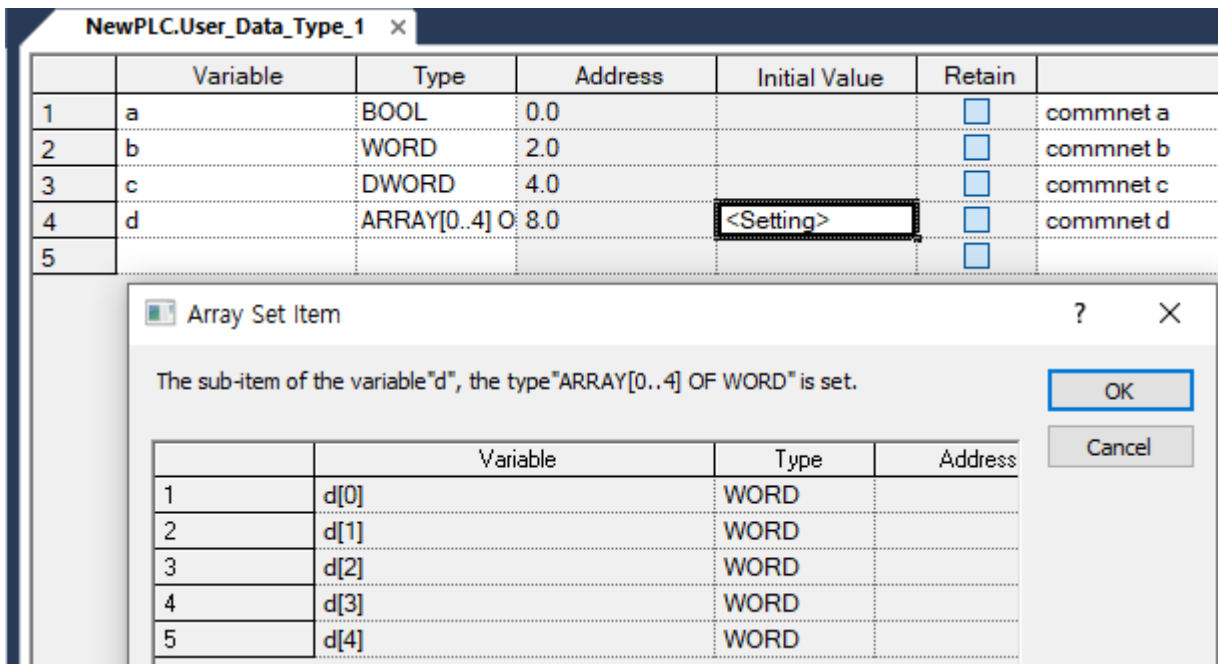 NewPLC.User_Data_Type_1 ×
Variable Type Address Initial Value Retain
1 a BOOL 0.0 commnet a
2 b WORD 2.0 commnet b
3 c DWORD 4.0 commnet c
4 d ARRAY[0..4] O 8.0 <Setting> commnet d
5
Array Set Item ? ×
The sub-item of the variable"d", the type"ARRAY[0..4] OF WORD" is set.
OK
Cancel
Variable Type Address
1 d[0] WORD
2 d[1] WORD
3 d[2] WORD
4 d[3] WORD
5 d[4] WORD